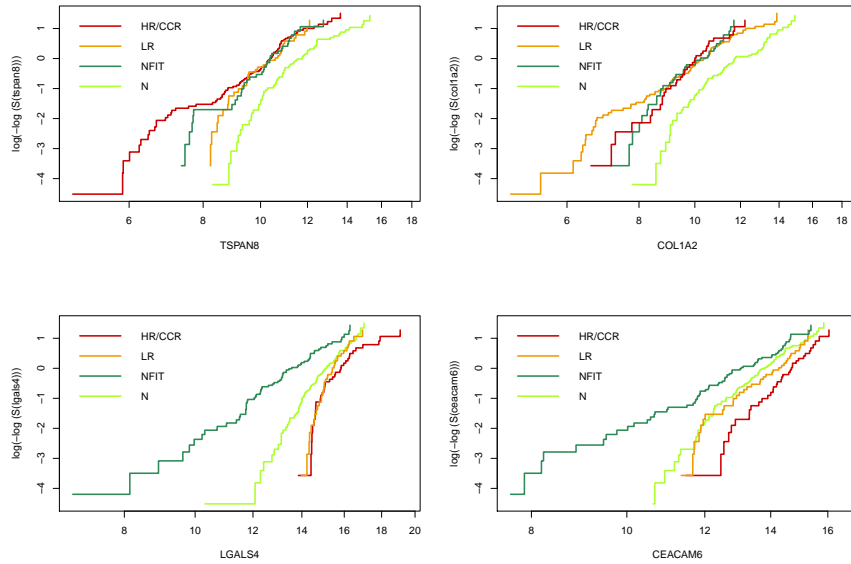 HR/CCR
LR
NFIT
N
1
0
−1
−2
−3
−4
log(−log (S(tspan8)))
6 8 10 12 14 16 18
TSPAN8
HR/CCR
LR
NFIT
N
1
0
−1
−2
−3
−4
log(−log (S(col1a2)))
6 8 10 12 14 16 18
COL1A2
HR/CCR
LR
NFIT
N
1
0
−1
−2
−3
−4
log(−log (S(lgals4)))
8 10 12 14 16 20
LGALS4
HR/CCR
LR
NFIT
N
1
0
−1
−2
−3
−4
log(−log (S(ceacam6)))
8 10 12 14 16
CEACAM6